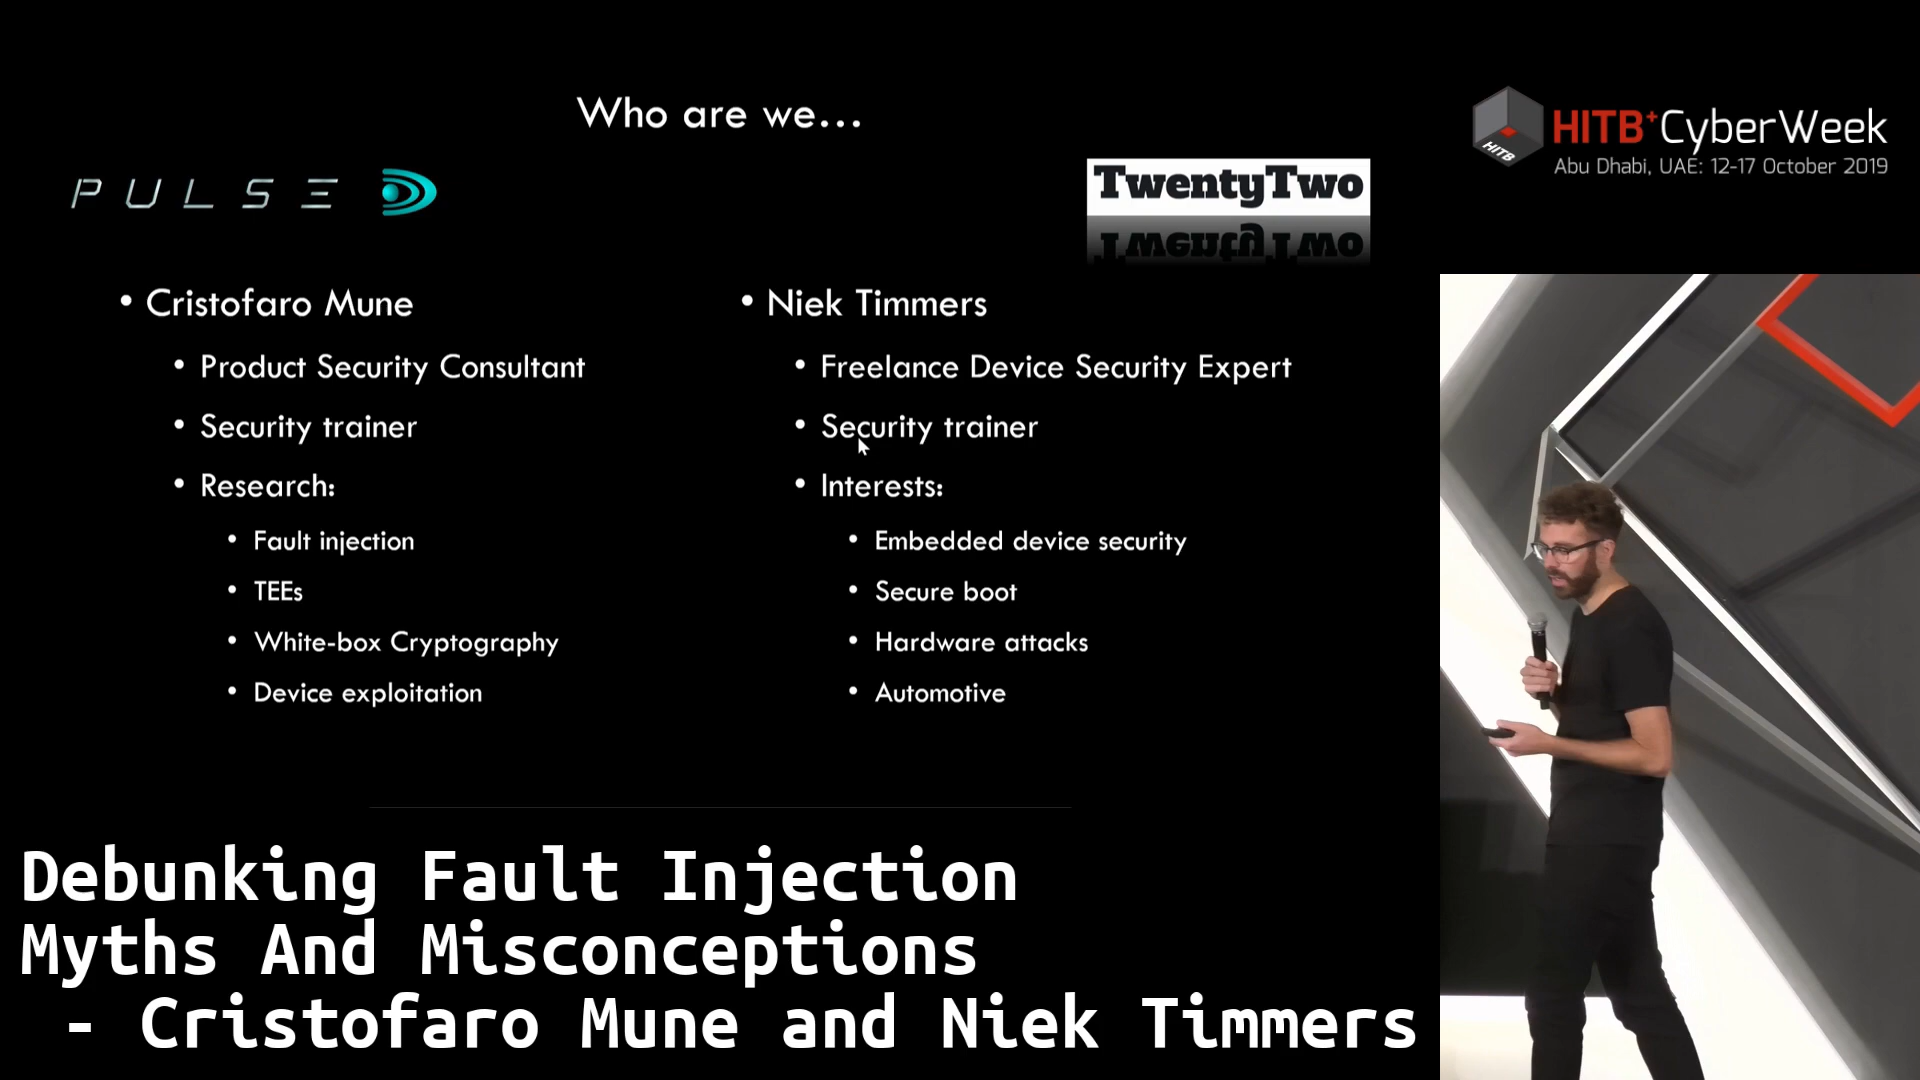 Who are we...
PULSE
TwentyTwo
HITB
HITB+CyberWeek
Abu Dhabi, UAE: 12-17 October 2019
• Cristofaro Mune
• Product Security Consultant
• Security trainer
• Research:
• Fault injection
• TEEs
• White-box Cryptography
• Device exploitation
• Niek Timmers
• Freelance Device Security Expert
• Security trainer
• Interests:
• Embedded device security
• Secure boot
• Hardware attacks
• Automotive
Debunking Fault Injection
Myths And Misconceptions
- Cristofaro Mune and Niek Timmers